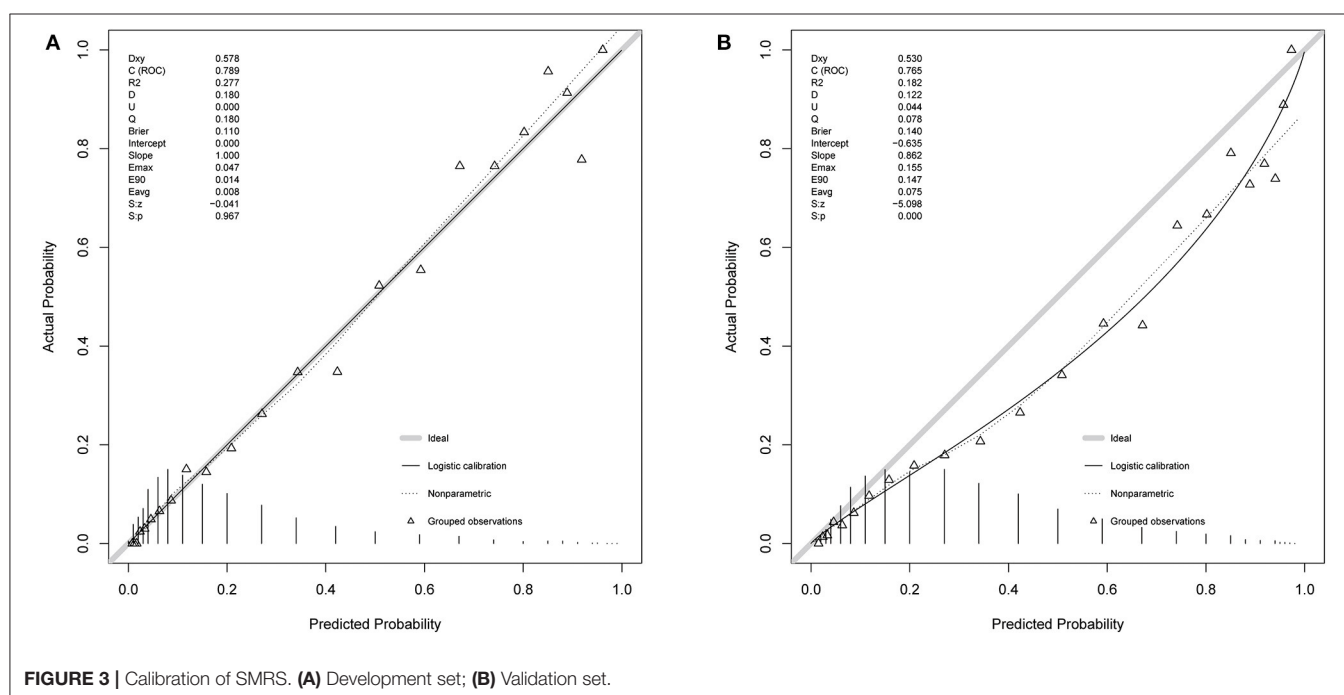 A
Dxy 0.578
C (ROC) 0.789
R2 0.277
D 0.180
U 0.000
Q 0.180
Brier 0.110
Intercept 0.000
Slope 1.000
Emax 0.047
E90 0.014
Eavg 0.008
S:z −0.041
S:p 0.967
Actual Probability
1.0
0.8
0.6
0.4
0.2
0.0
Ideal
Logistic calibration
Nonparametric
Grouped observations
0.0 0.2 0.4 0.6 0.8 1.0
Predicted Probability
B
Dxy 0.530
C (ROC) 0.765
R2 0.182
D 0.122
U 0.044
Q 0.078
Brier 0.140
Intercept −0.635
Slope 0.862
Emax 0.155
E90 0.147
Eavg 0.075
S:z −5.098
S:p 0.000
Actual Probability
1.0
0.8
0.6
0.4
0.2
0.0
Ideal
Logistic calibration
Nonparametric
Grouped observations
0.0 0.2 0.4 0.6 0.8 1.0
Predicted Probability
FIGURE 3 | Calibration of SMRS. (A) Development set; (B) Validation set.